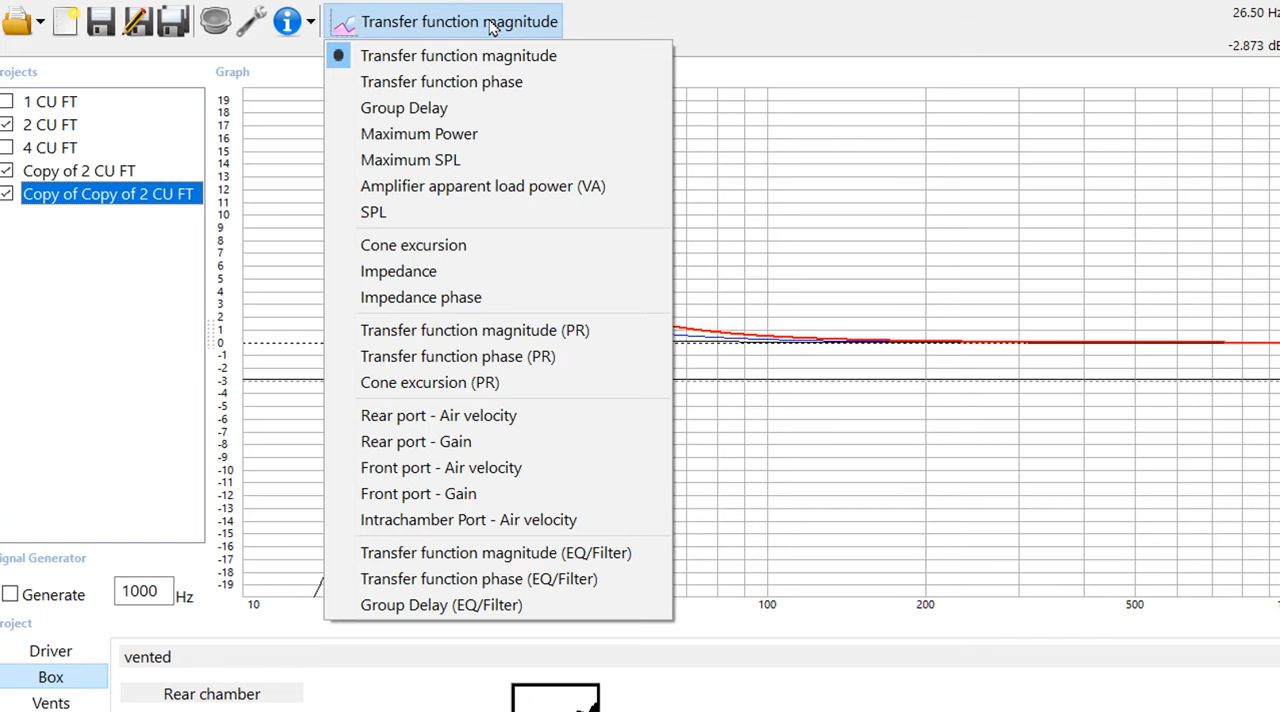 Transfer function magnitude
26.50 Hz
-2.873 dB
rojects
1 CU FT
2 CU FT
4 CU FT
Copy of 2 CU FT
Copy of Copy of 2 CU FT
Graph
19
18
17
16
15
14
13
12
11
10
9
8
7
6
5
4
3
2
1
0
-1
-2
-3
-4
-5
-6
-7
-8
-9
-10
-11
-12
-13
-14
-15
-16
-17
-18
-19
10
100
200
500
Transfer function magnitude
Transfer function phase
Group Delay
Maximum Power
Maximum SPL
Amplifier apparent load power (VA)
SPL
Cone excursion
Impedance
Impedance phase
Transfer function magnitude (PR)
Transfer function phase (PR)
Cone excursion (PR)
Rear port - Air velocity
Rear port - Gain
Front port - Air velocity
Front port - Gain
Intrachamber Port - Air velocity
Transfer function magnitude (EQ/Filter)
Transfer function phase (EQ/Filter)
Group Delay (EQ/Filter)
ignal Generator
Generate
1000 Hz
roject
Driver
Box
Vents
vented
Rear chamber